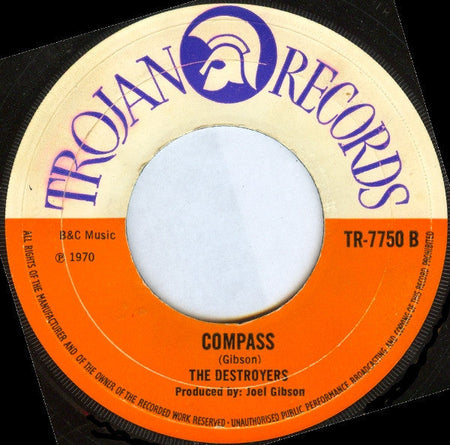 TROJAN RECORDS
B&C Music
℗ 1970
TR-7750 B
COMPASS
(Gibson)
THE DESTROYERS
Produced by: Joel Gibson
ALL RIGHTS OF THE MANUFACTURER AND OF THE OWNER OF THE RECORDED WORK RESERVED - UNAUTHORISED PUBLIC PERFORMANCE BROADCASTING AND COPYING OF THIS RECORD PROHIBITED